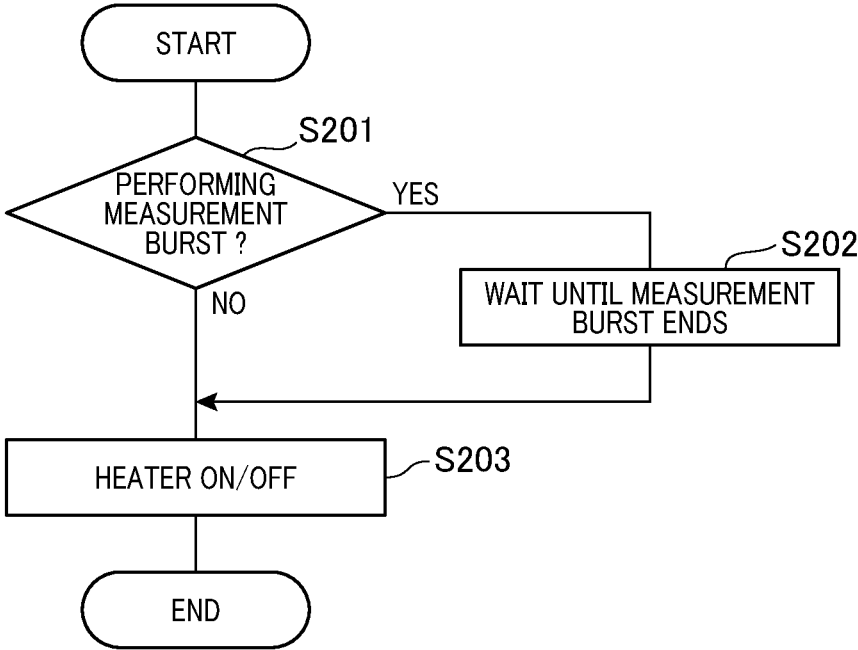 START
S201
PERFORMING
MEASUREMENT
BURST ?
YES
NO
S202
WAIT UNTIL MEASUREMENT
BURST ENDS
HEATER ON/OFF
S203
END